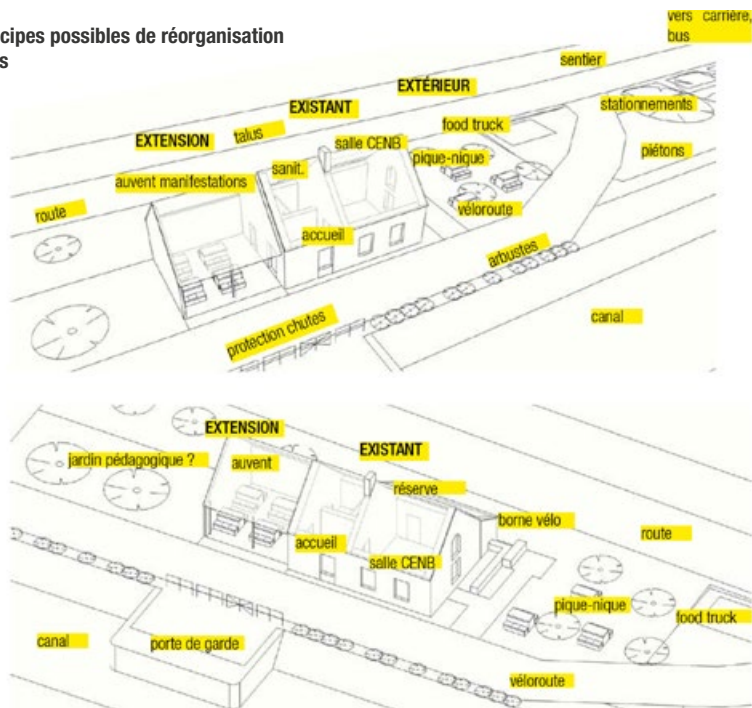 cipes possibles de réorganisation
s
vers carrière,
bus
sentier
EXTÉRIEUR
stationnements
EXISTANT
food truck
EXTENSION
talus
salle CENB
pique-nique
piétons
sanit.
auvent manifestations
véloroute
route
accueil
arbustes
canal
protection chutes
EXTENSION
EXISTANT
jardin pédagogique ?
auvent
réserve
borne vélo
route
accueil
salle CENB
pique-nique
food truck
canal
porte de garde
véloroute